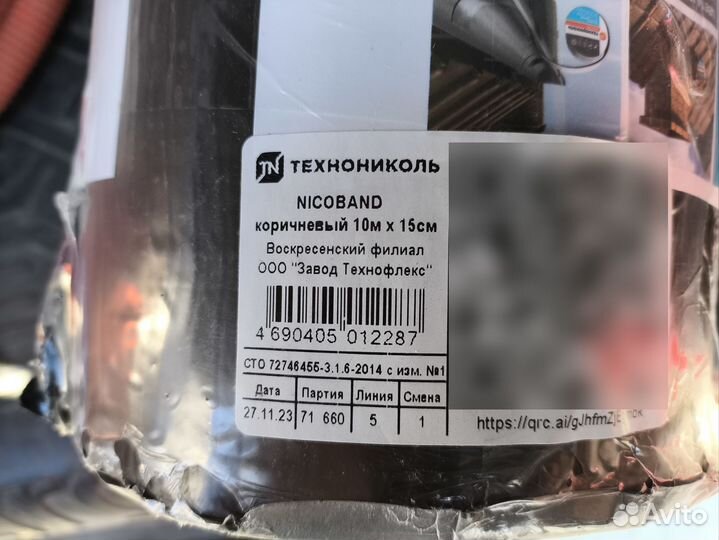 ТЕХНОНИКОЛЬ
NICOBAND
коричневый 10м x 15см
Воскресенский филиал
ООО "Завод Технофлекс"
4 690405 012287
СТО 72746455-3.1.6-2014 с изм. №1
Дата Партия Линия Смена
27.11.23 71 660 5 1
Avito